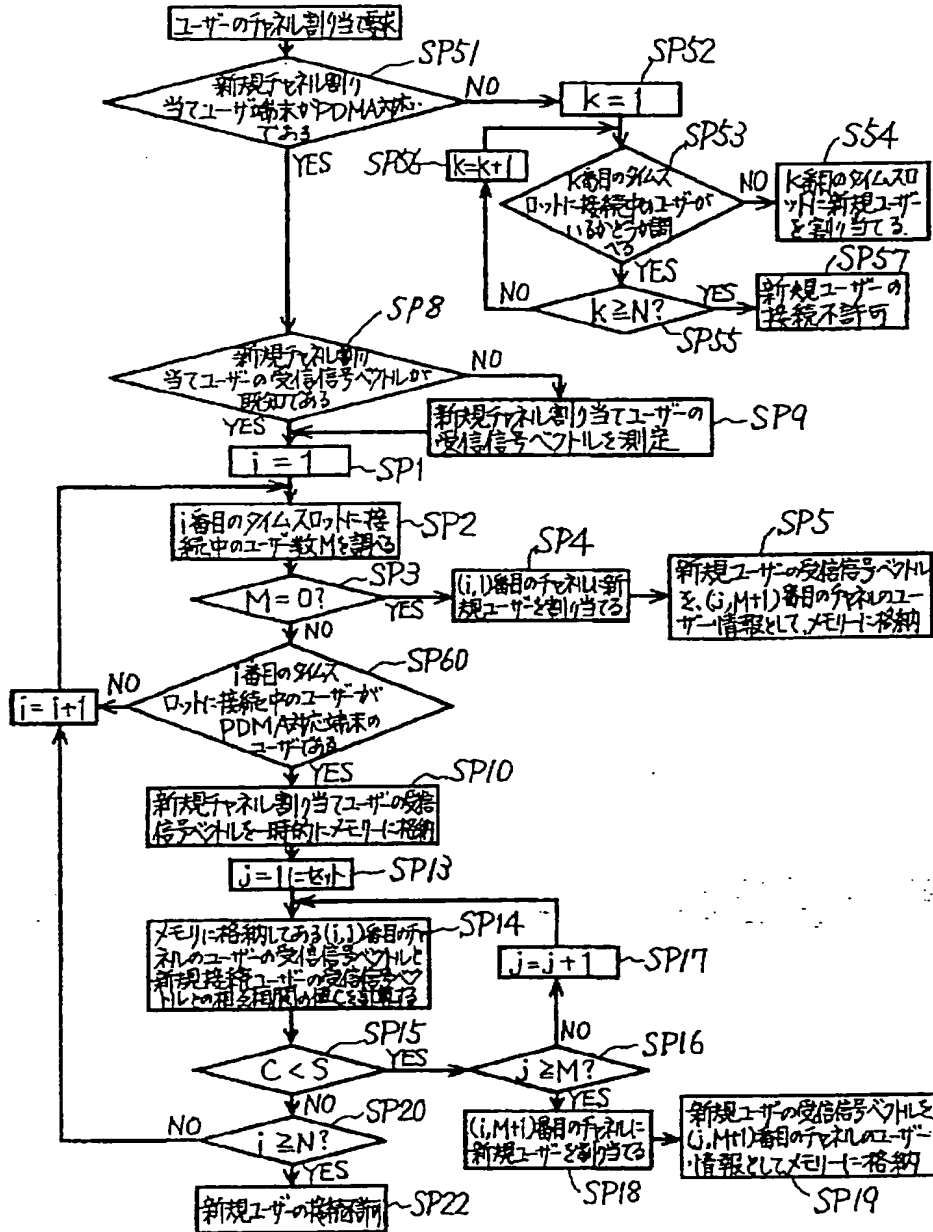 ユーザーのチャネル割り当て要求
SP51
新規チャネル割り
当てユーザ端末がPDMA対応
である
NO
YES
SP52
k=1
SP56
k=k+1
SP53
k番目のタイムス
ロットに接続中のユーザーが
いるかどうか調
べる
NO
YES
S54
k番目のタイムスロ
ットに新規ユーザー
を割り当てる
NO
k≧N?
YES
SP55
SP57
新規ユーザーの
接続不許可
SP8
新規チャネル割り
当てユーザーの受信信号ベクトルが
既知である
NO
YES
新規チャネル割り当てユーザーの
受信信号ベクトルを測定
SP9
i=1
SP1
i番目のタイムスロットに接
続中のユーザー数Mを調べる
SP2
SP3
M=0?
YES
NO
SP4
(i,1)番目のチャネルに新
規ユーザーを割り当てる
SP5
新規ユーザーの受信信号ベクトル
を、(i,M+1)番目のチャネルのユー
ザー情報として、メモリーに格納
SP60
i番目のタイムス
ロットに接続中のユーザーが
PDMA対応端末の
ユーザーである
NO
i=i+1
YES
SP10
新規チャネル割り当てユーザーの受信
信号ベクトルを一時的にメモリーに格納
j=1にセット
SP13
メモリに格納してある(i,j)番目のチャ
ネルのユーザーの受信信号ベクトルと
新規接続ユーザーの受信信号ベク
トルとの相互相関の値Cを計算する
SP14
j=j+1
SP17
SP15
C<S
YES
NO
NO
SP16
j≧M?
YES
SP20
NO
i≧N?
YES
(i,M+1)番目のチャネルに
新規ユーザーを割り当てる
SP18
新規ユーザーの受信信号ベクトルを
(i,M+1)番目のチャネルのユーザー
情報としてメモリーに格納
SP19
新規ユーザーの接続不許可
SP22